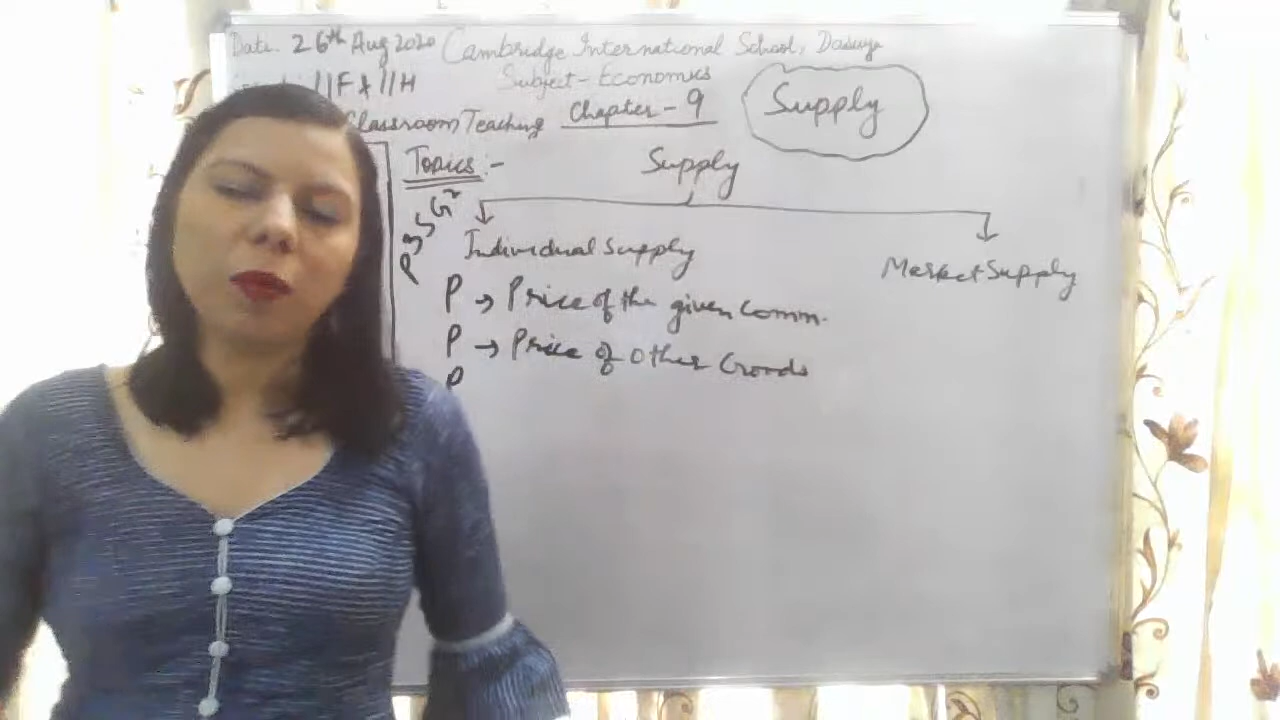 Date. 26th Aug 2020 Cambridge International School, Dasuya
11F & 11H Subject - Economics
Classroom Teaching Chapter - 9 Supply
Topics :- Supply
Individual Supply
Market Supply
P → Price of the given Comm.
P → Price of Other Goods
P